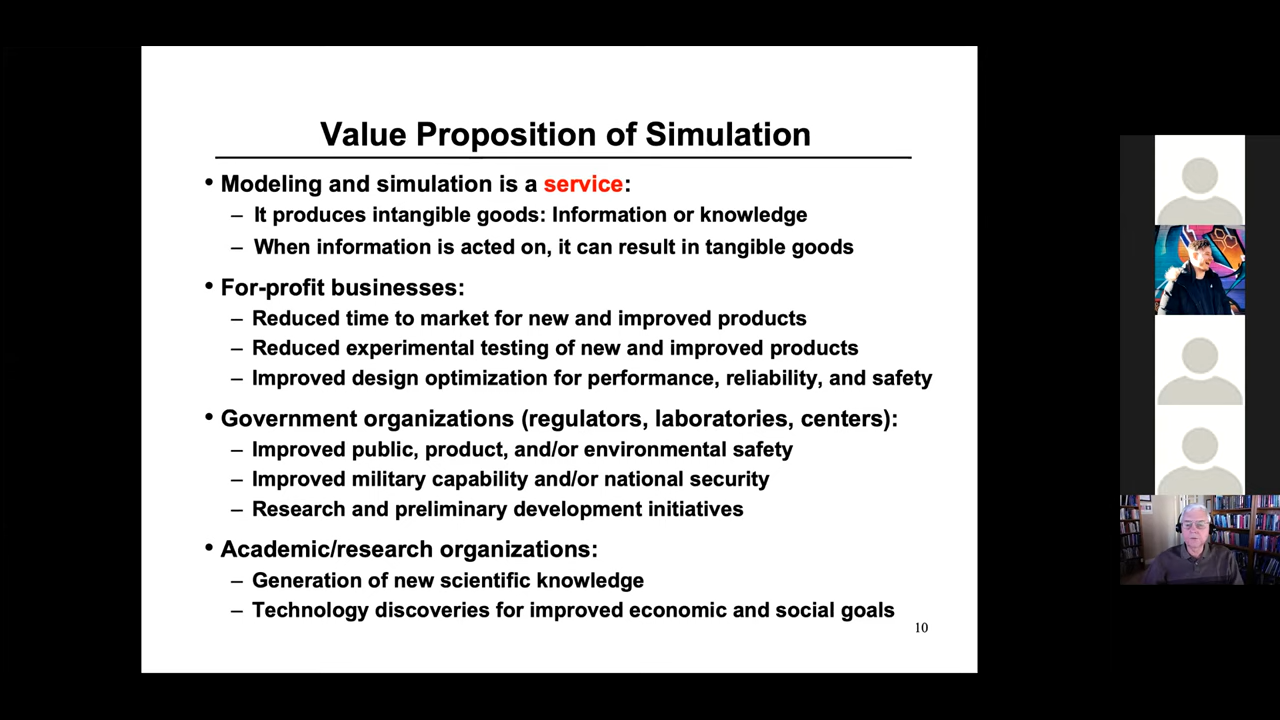 Value Proposition of Simulation
• Modeling and simulation is a service:
– It produces intangible goods: Information or knowledge
– When information is acted on, it can result in tangible goods
• For-profit businesses:
– Reduced time to market for new and improved products
– Reduced experimental testing of new and improved products
– Improved design optimization for performance, reliability, and safety
• Government organizations (regulators, laboratories, centers):
– Improved public, product, and/or environmental safety
– Improved military capability and/or national security
– Research and preliminary development initiatives
• Academic/research organizations:
– Generation of new scientific knowledge
– Technology discoveries for improved economic and social goals
10